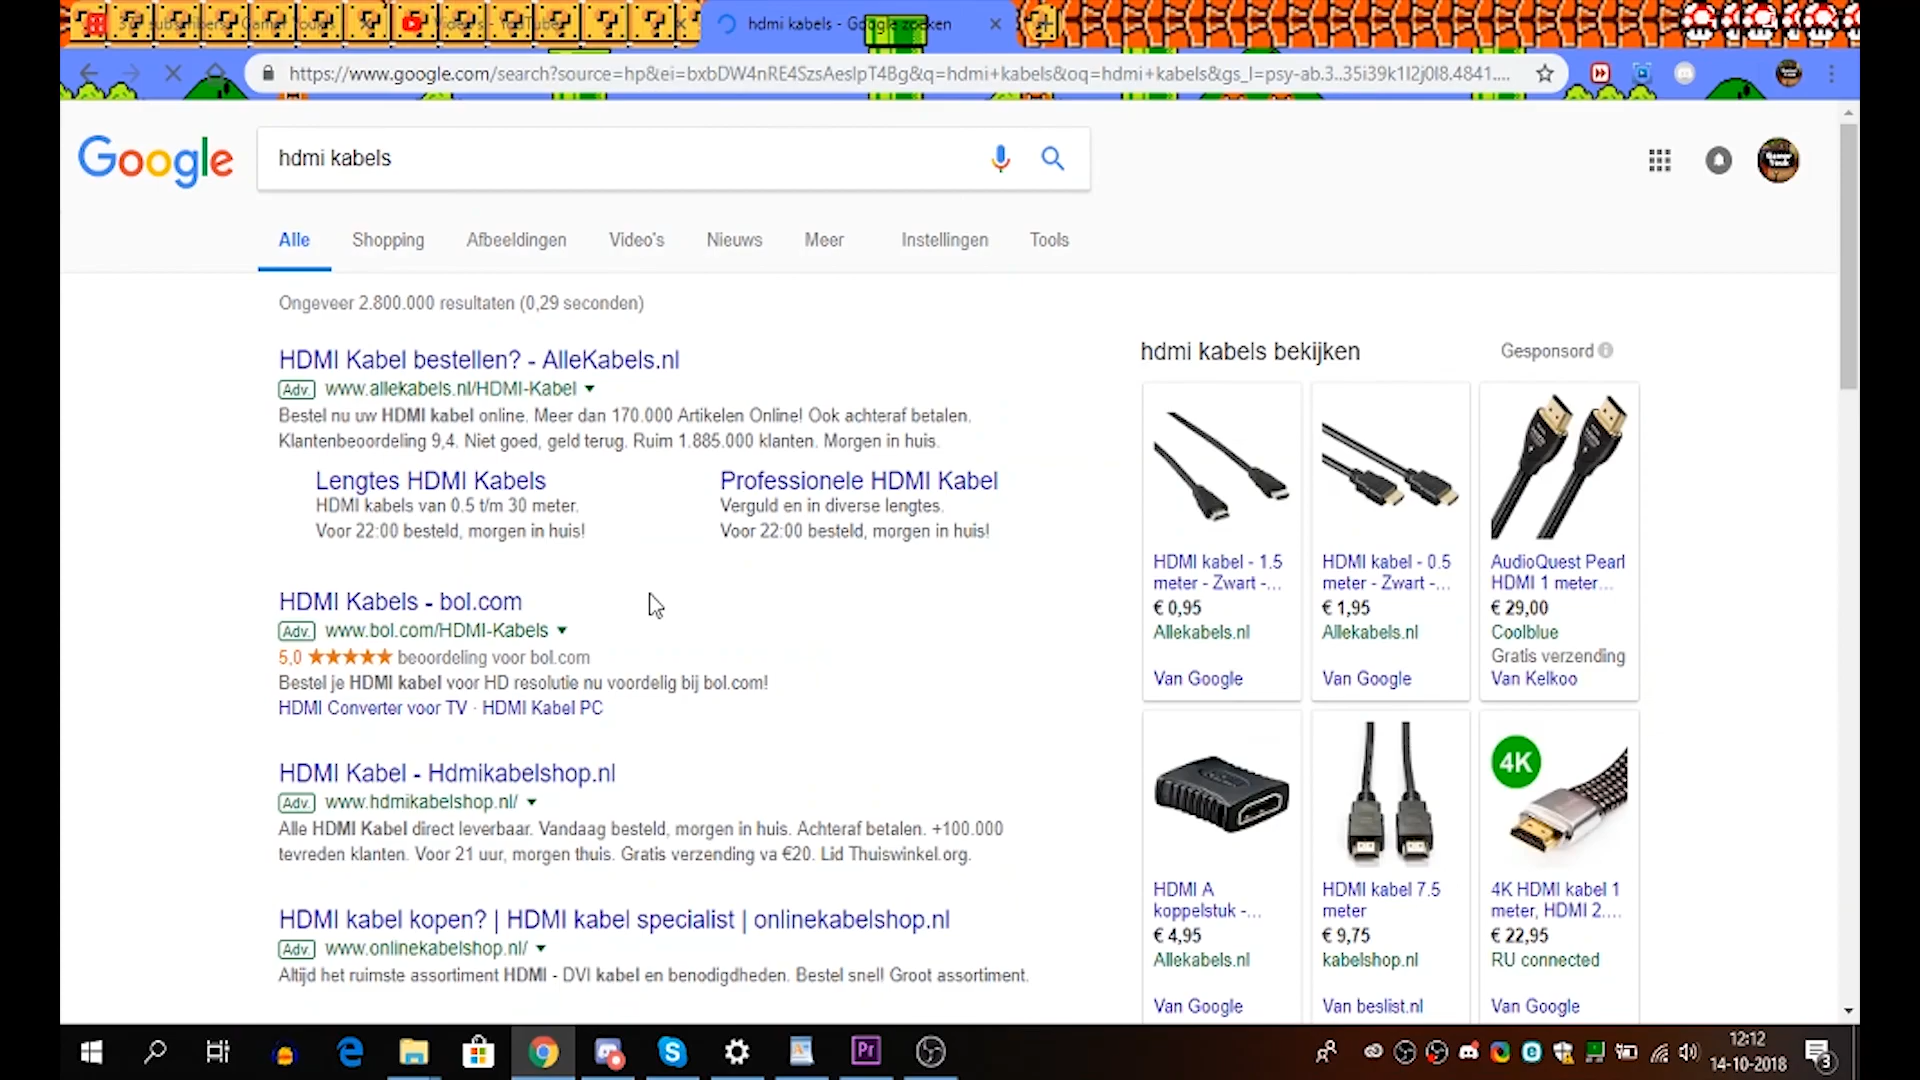 subscribers
YouTube
hdmi kabels - Google zoeken
https://www.google.com/search?source=hp&ei=bxbDW4nRE4SzsAeslpT4Bg&q=hdmi+kabels&oq=hdmi+kabels&gs_l=psy-ab.3..35i39k1l2j0l8.4841....
Google
hdmi kabels
Alle Shopping Afbeeldingen Video's Nieuws Meer Instellingen Tools
Ongeveer 2.800.000 resultaten (0,29 seconden)
HDMI Kabel bestellen? - AlleKabels.nl
Adv. www.allekabels.nl/HDMI-Kabel
Bestel nu uw HDMI kabel online. Meer dan 170.000 Artikelen Online! Ook achteraf betalen.
Klantenbeoordeling 9,4. Niet goed, geld terug. Ruim 1.885.000 klanten. Morgen in huis.
Lengtes HDMI Kabels
HDMI kabels van 0.5 t/m 30 meter.
Voor 22:00 besteld, morgen in huis!
Professionele HDMI Kabel
Verguld en in diverse lengtes.
Voor 22:00 besteld, morgen in huis!
HDMI Kabels - bol.com
Adv. www.bol.com/HDMI-Kabels
5,0 beoordeling voor bol.com
Bestel je HDMI kabel voor HD resolutie nu voordelig bij bol.com!
HDMI Converter voor TV · HDMI Kabel PC
HDMI Kabel - Hdmikabelshop.nl
Adv. www.hdmikabelshop.nl/
Alle HDMI Kabel direct leverbaar. Vandaag besteld, morgen in huis. Achteraf betalen. +100.000
tevreden klanten. Voor 21 uur, morgen thuis. Gratis verzending va €20. Lid Thuiswinkel.org.
HDMI kabel kopen? | HDMI kabel specialist | onlinekabelshop.nl
Adv. www.onlinekabelshop.nl/
Altijd het ruimste assortiment HDMI - DVI kabel en benodigdheden. Bestel snel! Groot assortiment.
hdmi kabels bekijken
Gesponsord
HDMI kabel - 1.5
meter - Zwart -...
€ 0,95
Allekabels.nl
Van Google
HDMI kabel - 0.5
meter - Zwart -...
€ 1,95
Allekabels.nl
Van Google
AudioQuest Pearl
HDMI 1 meter...
€ 29,00
Coolblue
Gratis verzending
Van Kelkoo
HDMI A
koppelstuk -...
€ 4,95
Allekabels.nl
Van Google
HDMI kabel 7.5
meter
€ 9,75
kabelshop.nl
Van beslist.nl
4K
4K HDMI kabel 1
meter, HDMI 2....
€ 22,95
RU connected
Van Google
Pr
12:12
14-10-2018
3